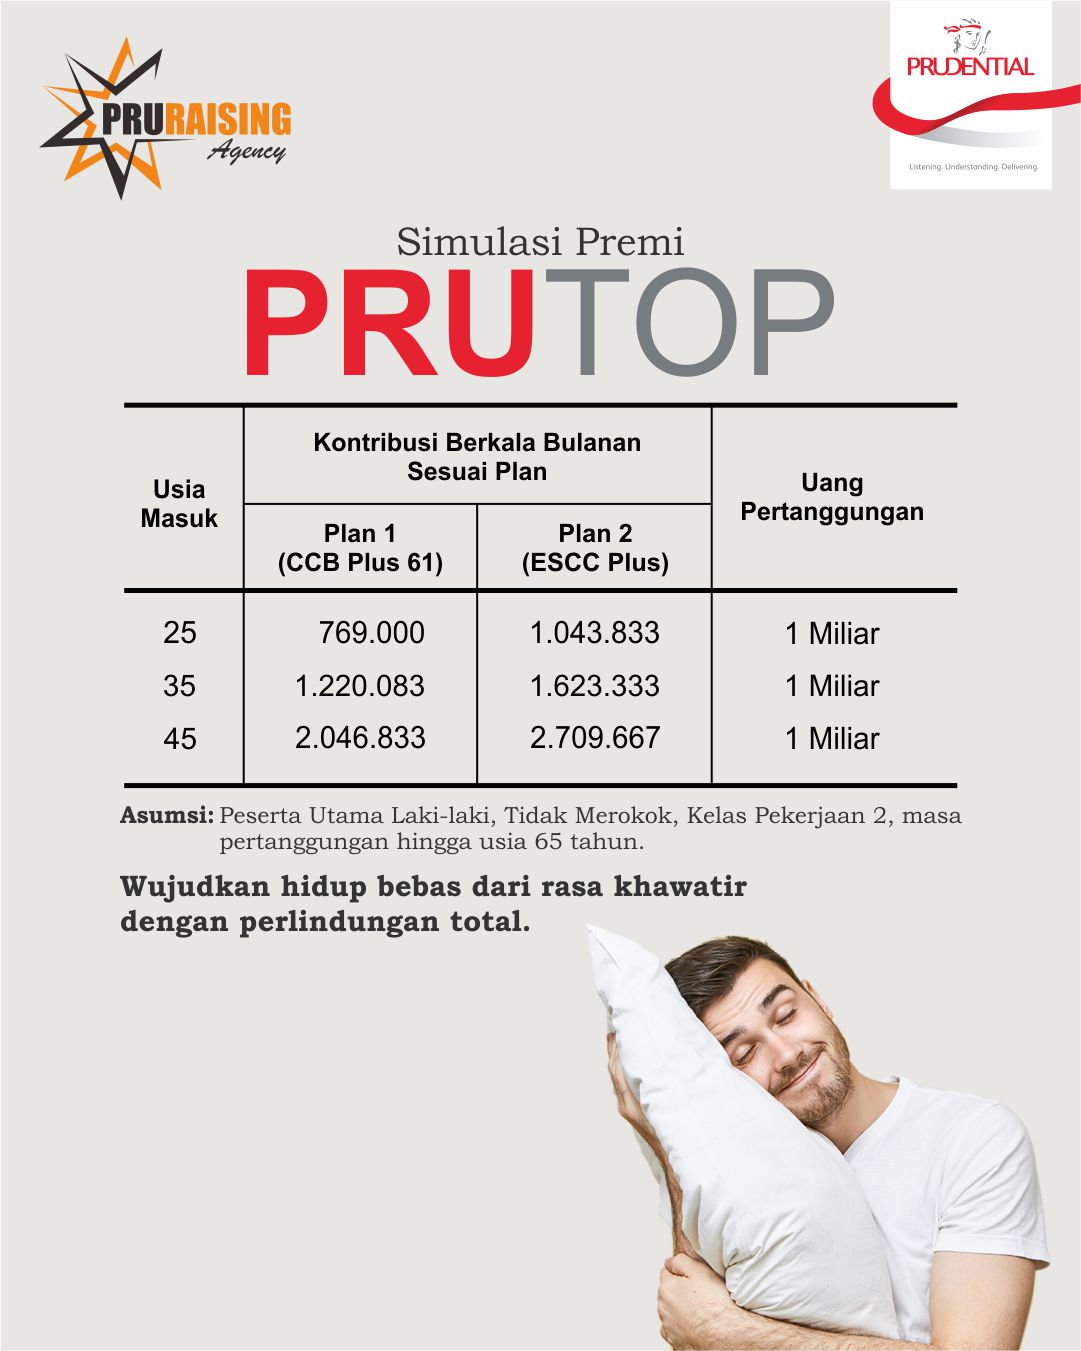 PRURAISING
Agency
PRUDENTIAL
Listening. Understanding. Delivering.
Simulasi Premi
PRUTOP
Usia
Masuk
Kontribusi Berkala Bulanan
Sesuai Plan
Plan 1
(CCB Plus 61)
Plan 2
(ESCC Plus)
Uang
Pertanggungan
25 769.000 1.043.833 1 Miliar
35 1.220.083 1.623.333 1 Miliar
45 2.046.833 2.709.667 1 Miliar
Asumsi: Peserta Utama Laki-laki, Tidak Merokok, Kelas Pekerjaan 2, masa
pertanggungan hingga usia 65 tahun.
Wujudkan hidup bebas dari rasa khawatir
dengan perlindungan total.